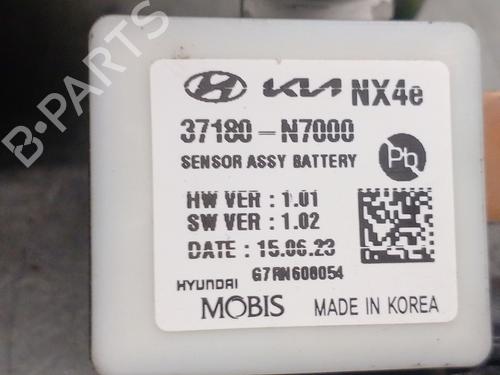 B-PARTS
KIA NX4e
37180-N7000
SENSOR ASSY BATTERY
Pb
HW VER : 1.01
SW VER : 1.02
DATE : 15.06.23
G7RN608054
HYUNDAI
MOBIS MADE IN KOREA